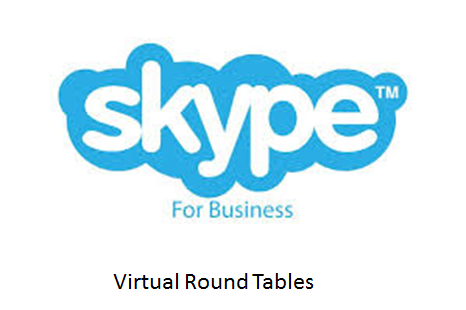 skype™
For Business
Virtual Round Tables